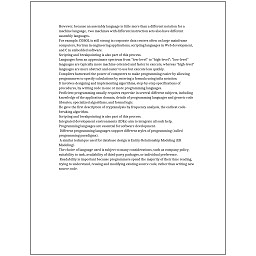 However, because an assembly language is little more than a different notation for a
machine language, two machines with different instruction sets also have different
assembly languages.
For example COBOL is still strong in corporate data centers often on large mainframe
computers, Fortran in engineering applications, scripting languages in Web development,
and C in embedded software.
Scripting and breakpointing is also part of this process.
Languages form an approximate spectrum from "low-level" to "high-level"; "low-level"
languages are typically more machine-oriented and faster to execute, whereas "high-level"
languages are more abstract and easier to use but execute less quickly.
Compilers harnessed the power of computers to make programming easier by allowing
programmers to specify calculations by entering a formula using infix notation.
It involves designing and implementing algorithms, step-by-step specifications of
procedures, by writing code in one or more programming languages.
Proficient programming usually requires expertise in several different subjects, including
knowledge of the application domain, details of programming languages and generic code
libraries, specialized algorithms, and formal logic.
He gave the first description of cryptanalysis by frequency analysis, the earliest code-
breaking algorithm.
Scripting and breakpointing is also part of this process.
Integrated development environments (IDEs) aim to integrate all such help.
Programming languages are essential for software development.
Different programming languages support different styles of programming (called
programming paradigms).
A similar technique used for database design is Entity-Relationship Modeling (ER
Modeling).
The choice of language used is subject to many considerations, such as company policy,
suitability to task, availability of third-party packages, or individual preference.
Readability is important because programmers spend the majority of their time reading,
trying to understand, reusing and modifying existing source code, rather than writing new
source code.